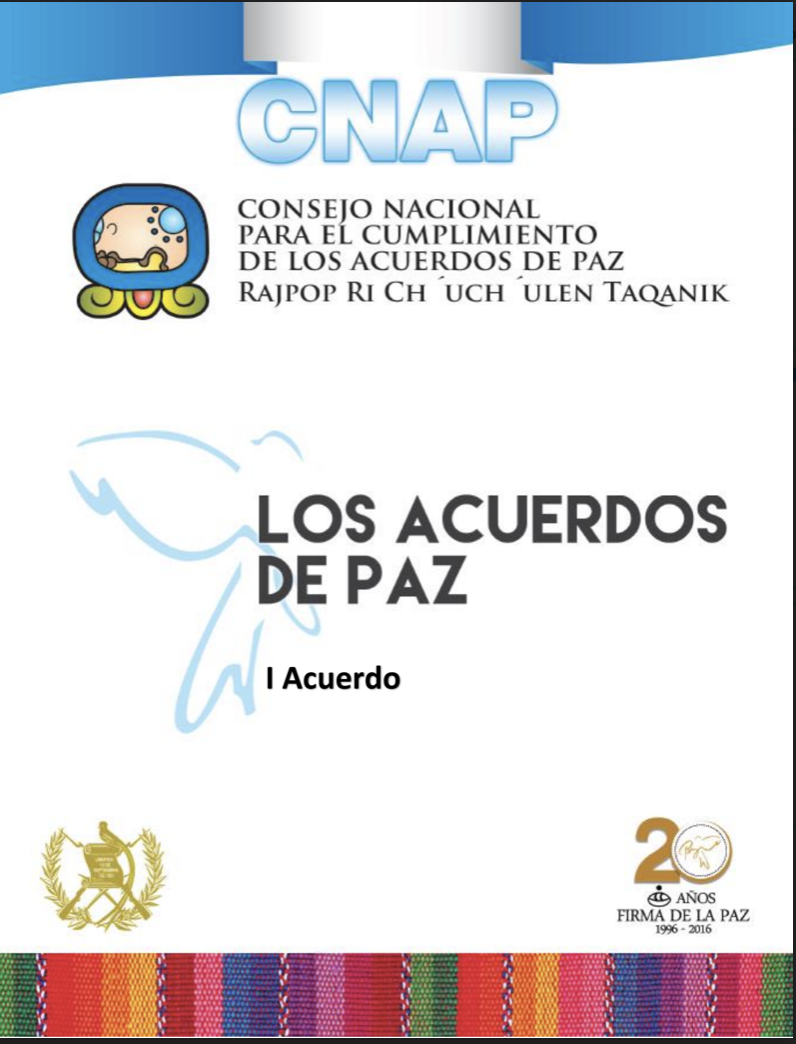 CNAP
CONSEJO NACIONAL
PARA EL CUMPLIMIENTO
DE LOS ACUERDOS DE PAZ
RAJPOP RI CH ´UCH ´ULEN TAQANIK
LOS ACUERDOS
DE PAZ
I Acuerdo
20
AÑOS
FIRMA DE LA PAZ
1996 - 2016